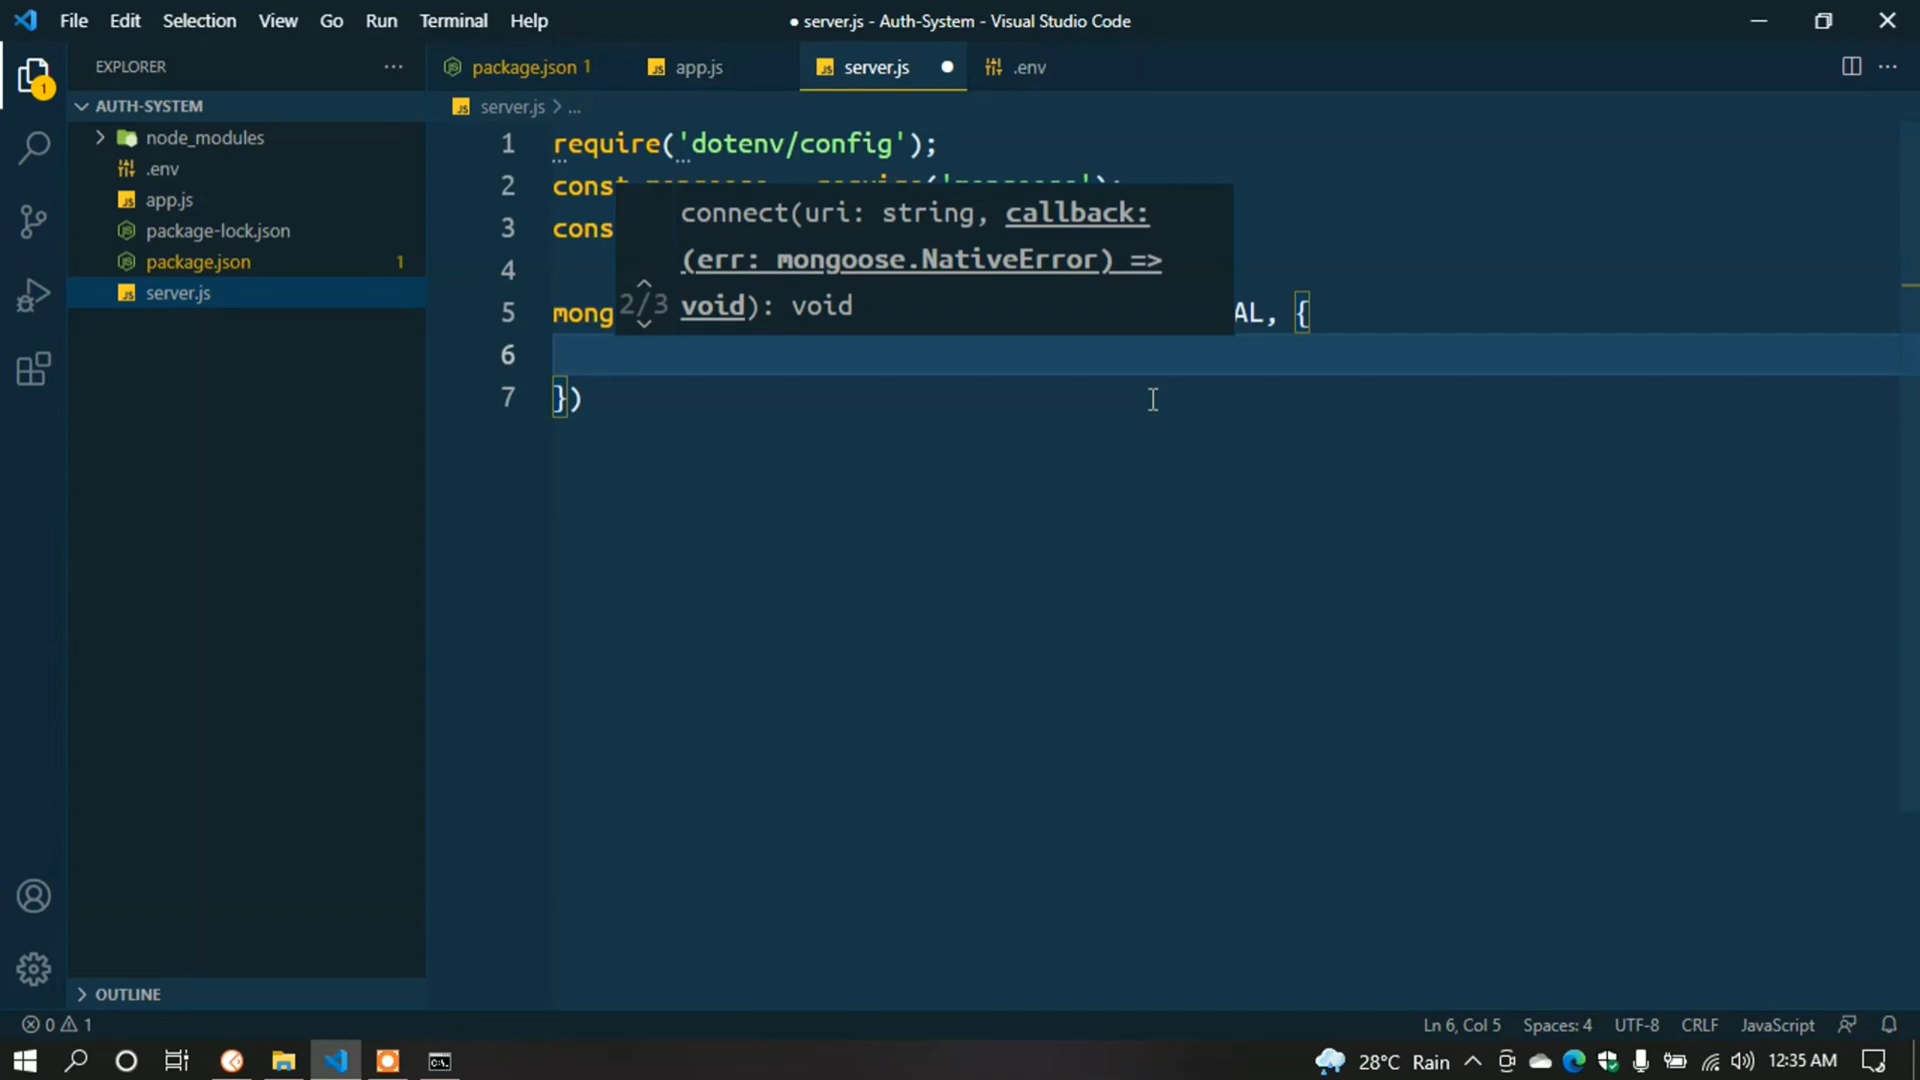 File Edit Selection View Go Run Terminal Help
● server.js - Auth-System - Visual Studio Code
EXPLORER
package.json 1
app.js
server.js
.env
AUTH-SYSTEM
server.js > ...
node_modules
.env
app.js
package-lock.json
package.json 1
server.js
1 require('dotenv/config');
2 const mongoose = require('mongoose');
3 cons
4
5 mong AL, {
6
7 })
connect(uri: string, callback:
(err: mongoose.NativeError) =>
2/3 void): void
1
OUTLINE
0 1
Ln 6, Col 5 Spaces: 4 UTF-8 CRLF JavaScript
28°C Rain 12:35 AM